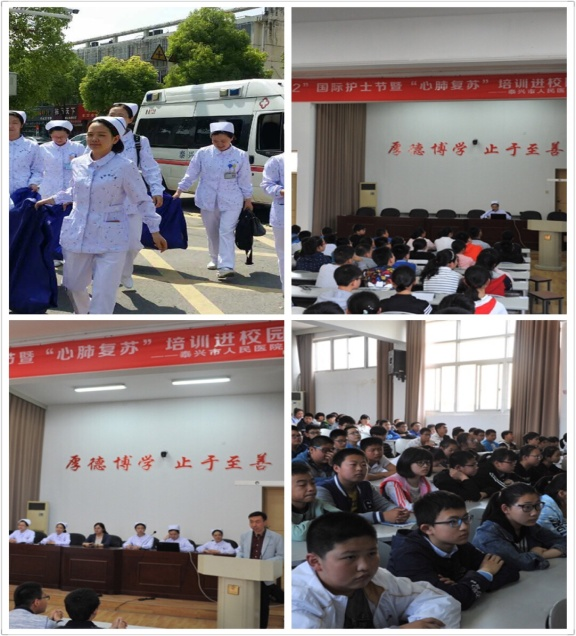 2”国际护士节暨“心肺复苏”培训进校园
——泰兴市人民医院
厚德博学 止于至善
节暨“心肺复苏”培训进校园
——泰兴市人民医院
厚德博学 止于至善